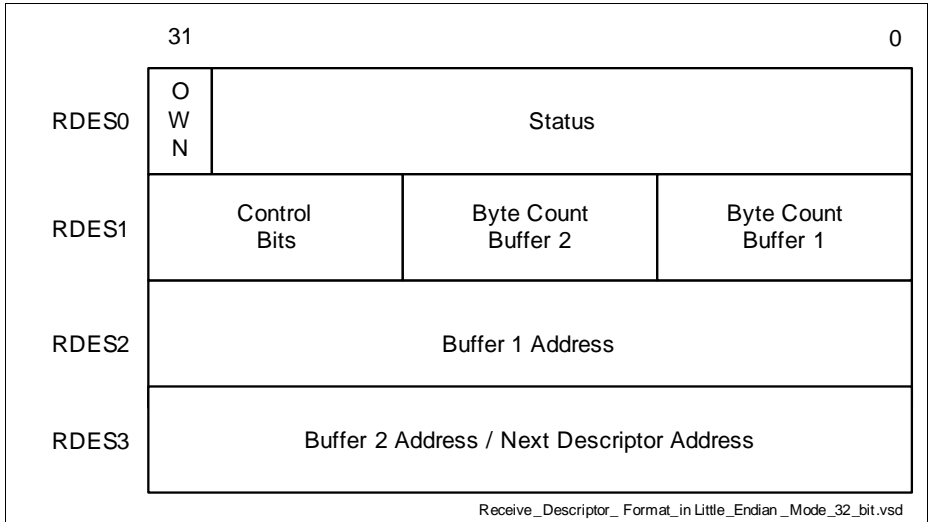 31 0
RDES0
O
W
N
Status
RDES1
Control
Bits
Byte Count
Buffer 2
Byte Count
Buffer 1
RDES2
Buffer 1 Address
RDES3
Buffer 2 Address / Next Descriptor Address
Receive_Descriptor_ Format_in Little_Endian _Mode_32_bit.vsd